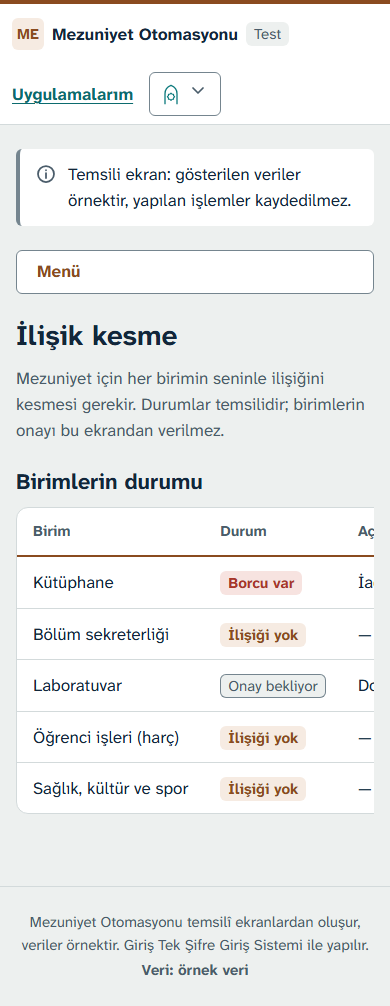 ME Mezuniyet Otomasyonu Test
Uygulamalarım
Temsili ekran: gösterilen veriler
örnektir, yapılan işlemler kaydedilmez.
Menü
İlişik kesme
Mezuniyet için her birimin seninle ilişiğini
kesmesi gerekir. Durumlar temsilidir; birimlerin
onayı bu ekrandan verilmez.
Birimlerin durumu
Birim Durum
Kütüphane Borcu var
Bölüm sekreterliği İlişiği yok —
Laboratuvar Onay bekliyor
Öğrenci işleri (harç) İlişiği yok —
Sağlık, kültür ve spor İlişiği yok —
Mezuniyet Otomasyonu temsilî ekranlardan oluşur,
veriler örnektir. Giriş Tek Şifre Giriş Sistemi ile yapılır.
Veri: örnek veri